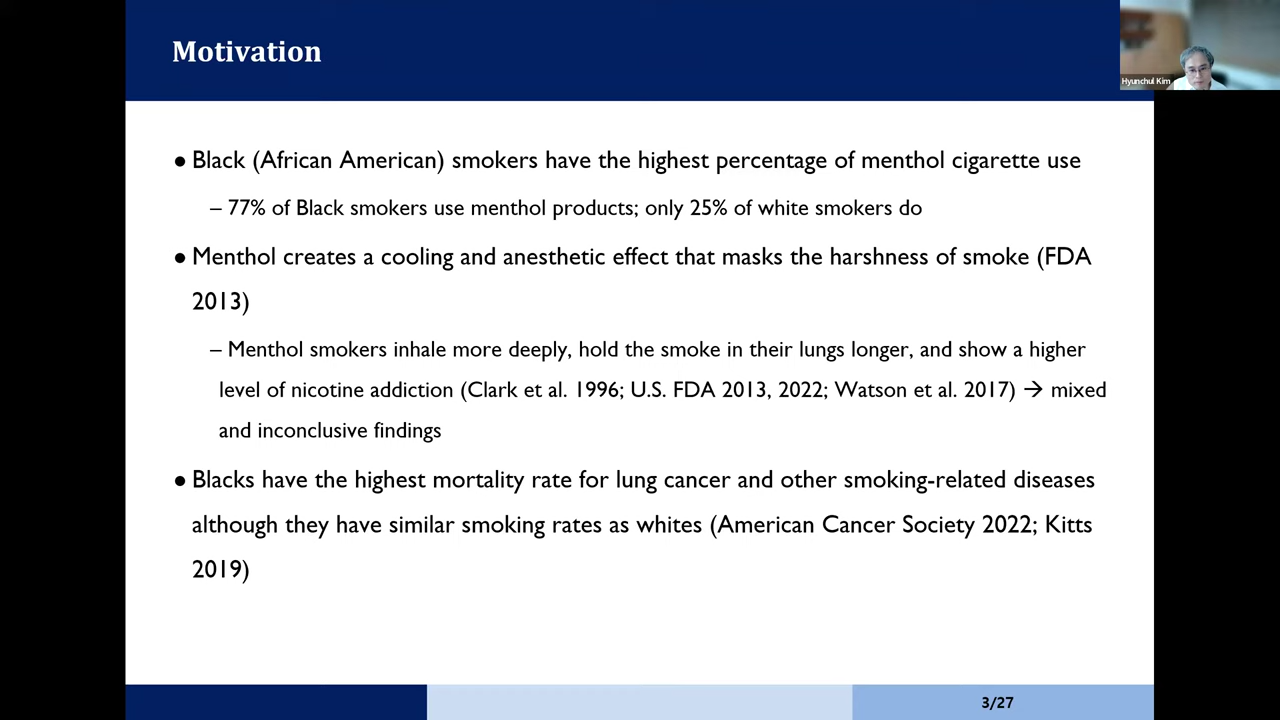 Motivation
Hyunchul Kim
● Black (African American) smokers have the highest percentage of menthol cigarette use
– 77% of Black smokers use menthol products; only 25% of white smokers do
● Menthol creates a cooling and anesthetic effect that masks the harshness of smoke (FDA
2013)
– Menthol smokers inhale more deeply, hold the smoke in their lungs longer, and show a higher
level of nicotine addiction (Clark et al. 1996; U.S. FDA 2013, 2022; Watson et al. 2017) → mixed
and inconclusive findings
● Blacks have the highest mortality rate for lung cancer and other smoking-related diseases
although they have similar smoking rates as whites (American Cancer Society 2022; Kitts
2019)
3/27